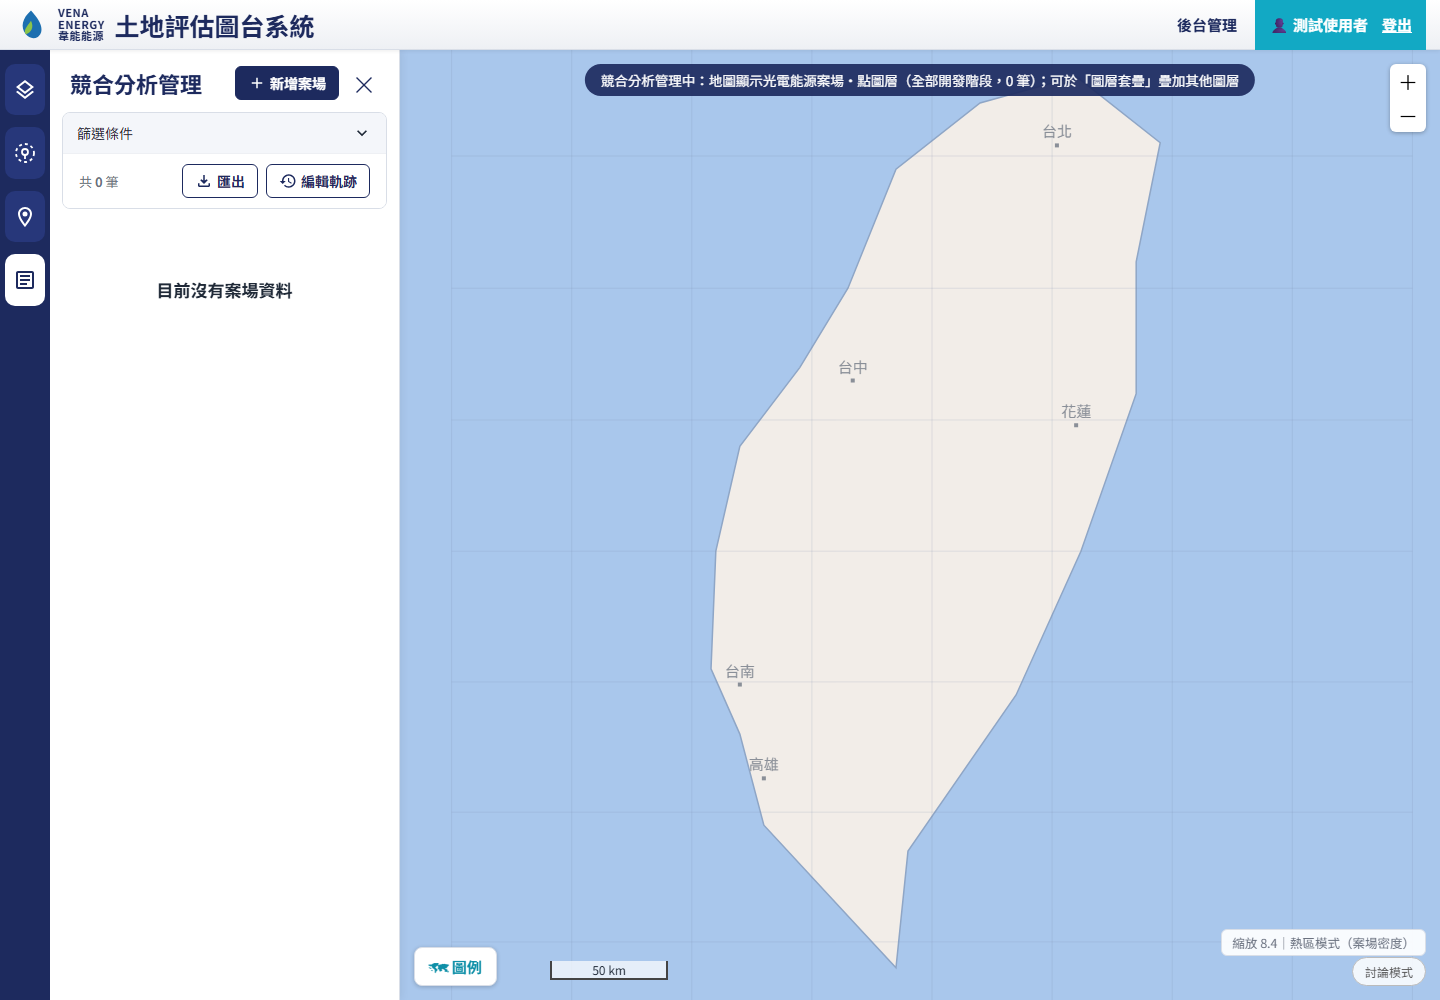 VENA
ENERGY
韋能能源
土地評估圖台系統
後台管理
測試使用者 登出
競合分析管理
新增案場
篩選條件
共 0 筆
匯出
編輯軌跡
目前沒有案場資料
競合分析管理中：地圖顯示光電能源案場・點圖層（全部開發階段，0 筆）；可於「圖層套疊」疊加其他圖層
台北
台中
花蓮
台南
高雄
圖例
50 km
縮放 8.4｜熱區模式（案場密度）
討論模式